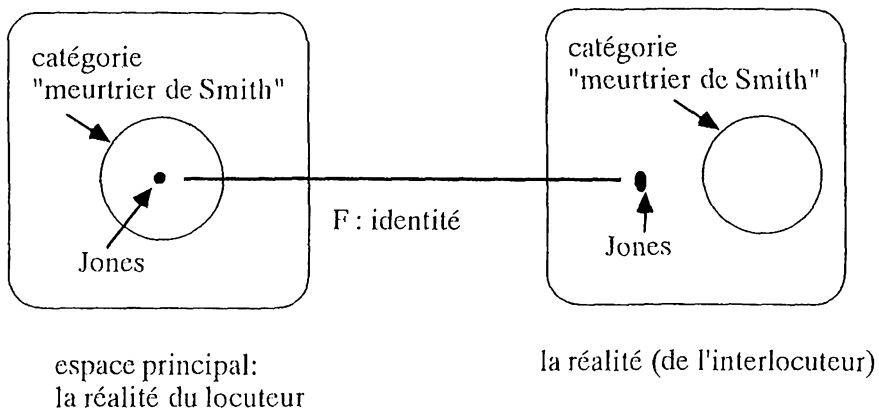 catégorie
"meurtrier de Smith"
Jones
F : identité
catégorie
"meurtrier de Smith"
Jones
espace principal:
la réalité du locuteur
la réalité (de l'interlocuteur)